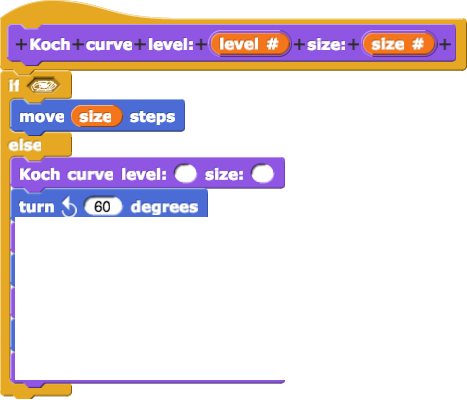 +Koch+curve+level:+ level # +size:+ size # +
if
move size steps
else
Koch curve level: size:
turn 60 degrees